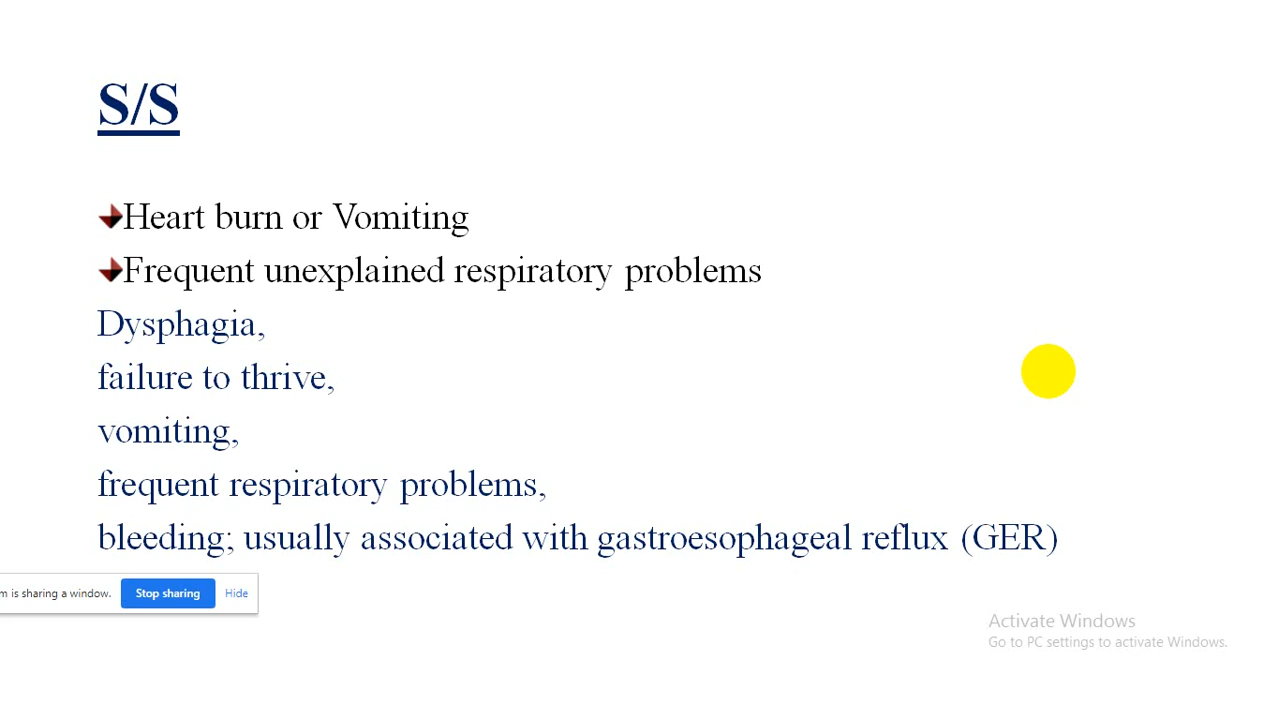 S/S
Heart burn or Vomiting
Frequent unexplained respiratory problems
Dysphagia,
failure to thrive,
vomiting,
frequent respiratory problems,
bleeding; usually associated with gastroesophageal reflux (GER)
m is sharing a window. Stop sharing Hide
Activate Windows
Go to PC settings to activate Windows.